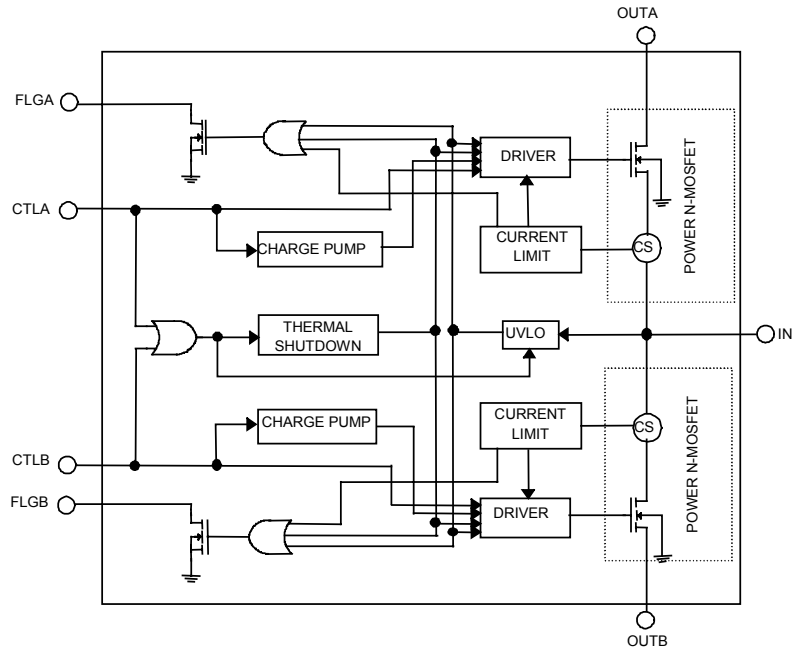 OUTA
FLGA
DRIVER
POWER N-MOSFET
CTLA
CHARGE PUMP
CURRENT
LIMIT
CS
THERMAL
SHUTDOWN
UVLO
IN
CHARGE PUMP
CURRENT
LIMIT
CS
POWER N-MOSFET
CTLB
FLGB
DRIVER
OUTB